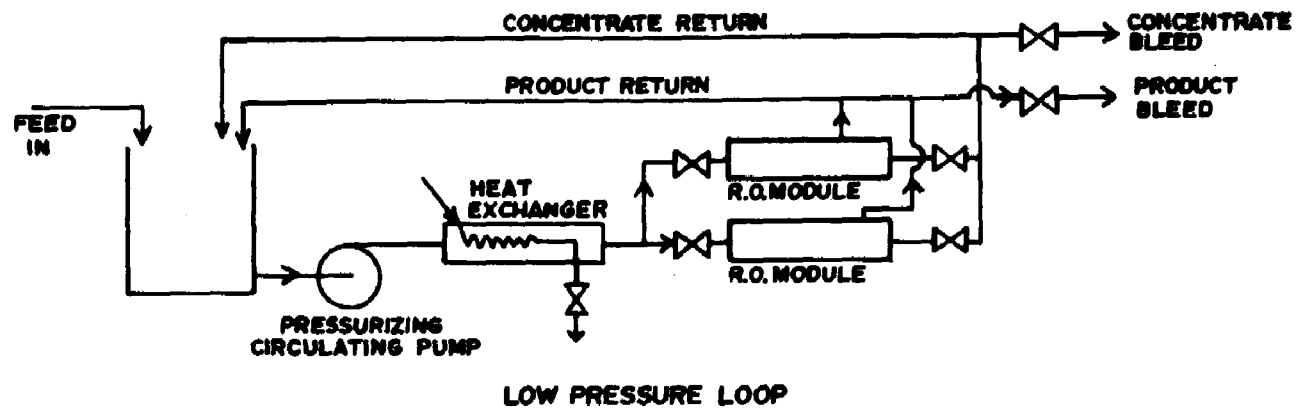 CONCENTRATE RETURN
CONCENTRATE
BLEED
PRODUCT RETURN
PRODUCT
BLEED
FEED
IN
HEAT
EXCHANGER
R.O. MODULE
R.O. MODULE
PRESSURIZING
CIRCULATING PUMP
LOW PRESSURE LOOP